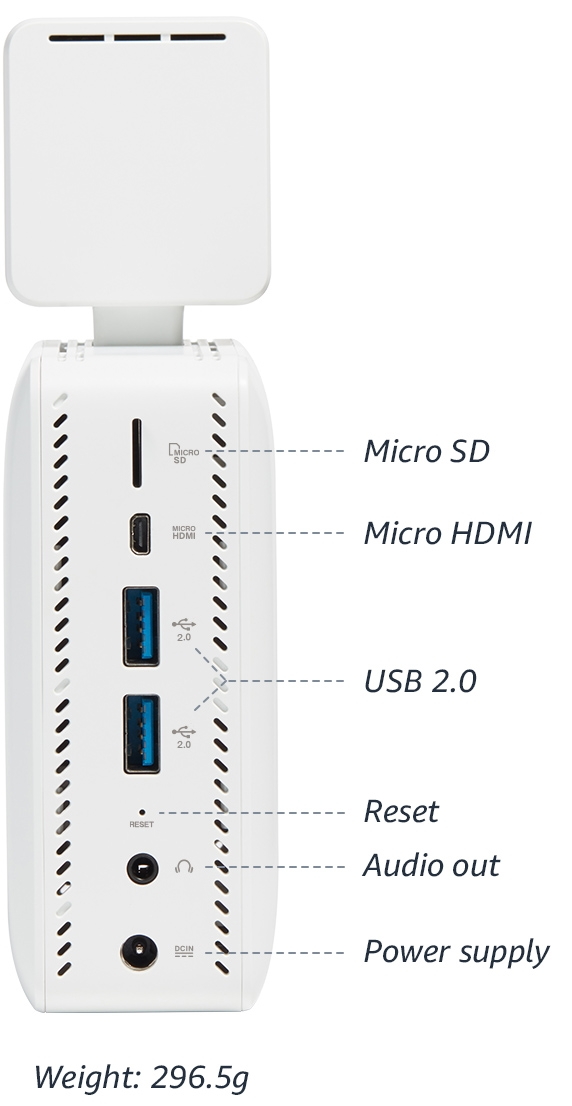 MICRO
SD
Micro SD
MICRO
HDMI
Micro HDMI
2.0
USB 2.0
2.0
RESET
Reset
Audio out
DCIN
Power supply
Weight: 296.5g